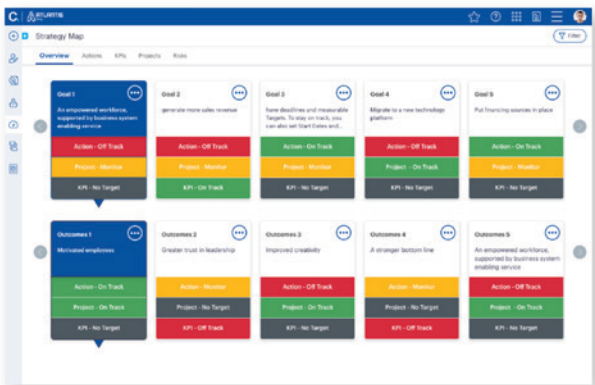 C ATLANTIS
Strategy Map
Filter
Overview Actions KPIs Projects Risks
Goal 1
An empowered workforce,
supported by business system
enabling service
Action - Off Track
Project - Monitor
KPI - No Target
Goal 2
generate more sales revenue
Action - Off Track
Project - Monitor
KPI - On Track
Goal 3
have deadlines and measurable
Targets. To stay on track, you
can also set Start Dates and...
Action - Off Track
Project - Monitor
KPI - No Target
Goal 4
Migrate to a new technology
platform
Action - Off Track
Project - On Track
KPI - No Target
Goal 5
Put financing sources in place
Action - On Track
Project - Monitor
KPI - No Target
Outcomes 1
Motivated employees
Action - On Track
Project - On Track
KPI - No Target
Outcomes 2
Greater trust in leadership
Action - Monitor
Project - No Target
KPI - Off Track
Outcomes 3
Improved creativity
Action - Off Track
Project - On Track
KPI - No Target
Outcomes 4
A stronger bottom line
Action - Monitor
Project - No Target
KPI - Off Track
Outcomes 5
An empowered workforce,
supported by business system
enabling service
Action - Off Track
Project - On Track
KPI - No Target